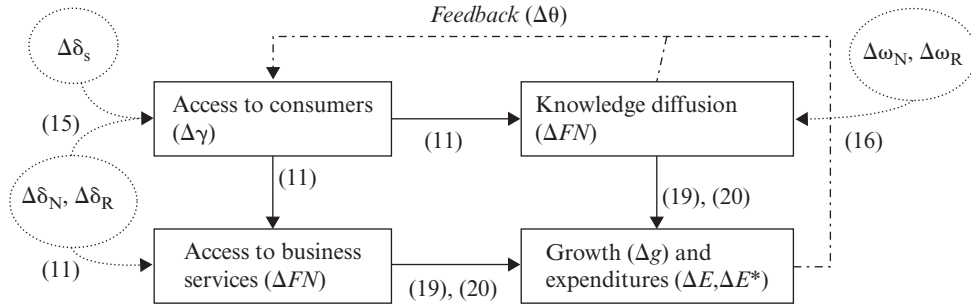 Feedback (Δθ)
Δδs
ΔωN, ΔωR
Access to consumers
(Δγ)
Knowledge diffusion
(ΔFN)
(15)
(11)
(16)
(11)
(19), (20)
ΔδN, ΔδR
(11)
Access to business
services (ΔFN)
(19), (20)
Growth (Δg) and
expenditures (ΔE,ΔE*)